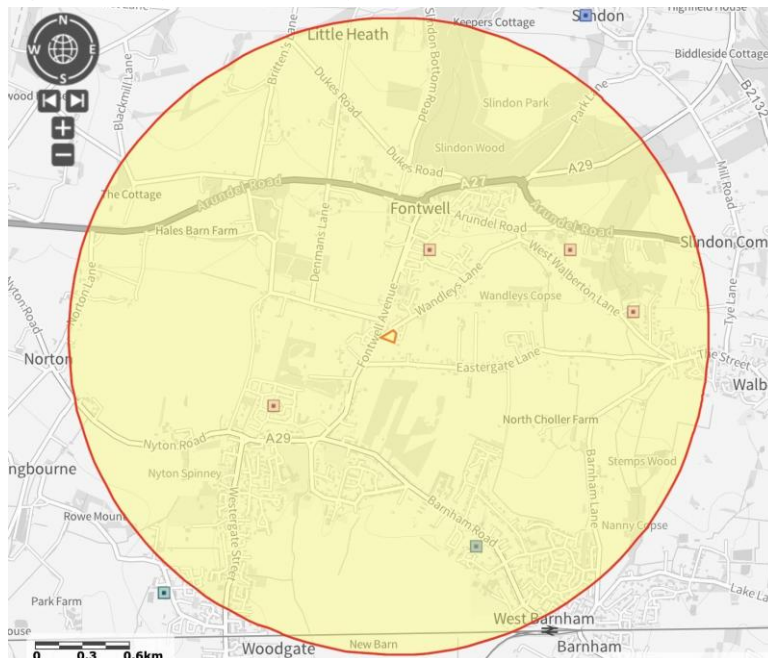 N
W
E
S
Keepers Cottage
Slindon
Highfield House
Little Heath
Britten's Lane
Slindon Bottom Road
Biddleside Cottage
Blackmill Lane
Dukes Road
Slindon Park
Park Lane
B2132
Slindon Wood
Dukes Road
A29
Mill Road
A27
The Cottage
Arundel Road
Fontwell
Arundel Road
Arundel Road
Hales Barn Farm
Denmans Lane
Slindon Com
Norton Lane
West Walberton Lane
Nyton Road
Wandleys Lane
Wandleys Copse
Tye Lane
Fontwell Avenue
Norton
Eastergate Lane
The Street
Walb
North Choller Farm
Nyton Road
A29
ngbourne
Nyton Spinney
Stemps Wood
Westergate Street
Barnham Road
Barnham Lane
Rowe Mount
Nanny Copse
Park Farm
Lake La
West Barnham
ouse
0 0.3 0.6km
Woodgate
New Barn
Barnham